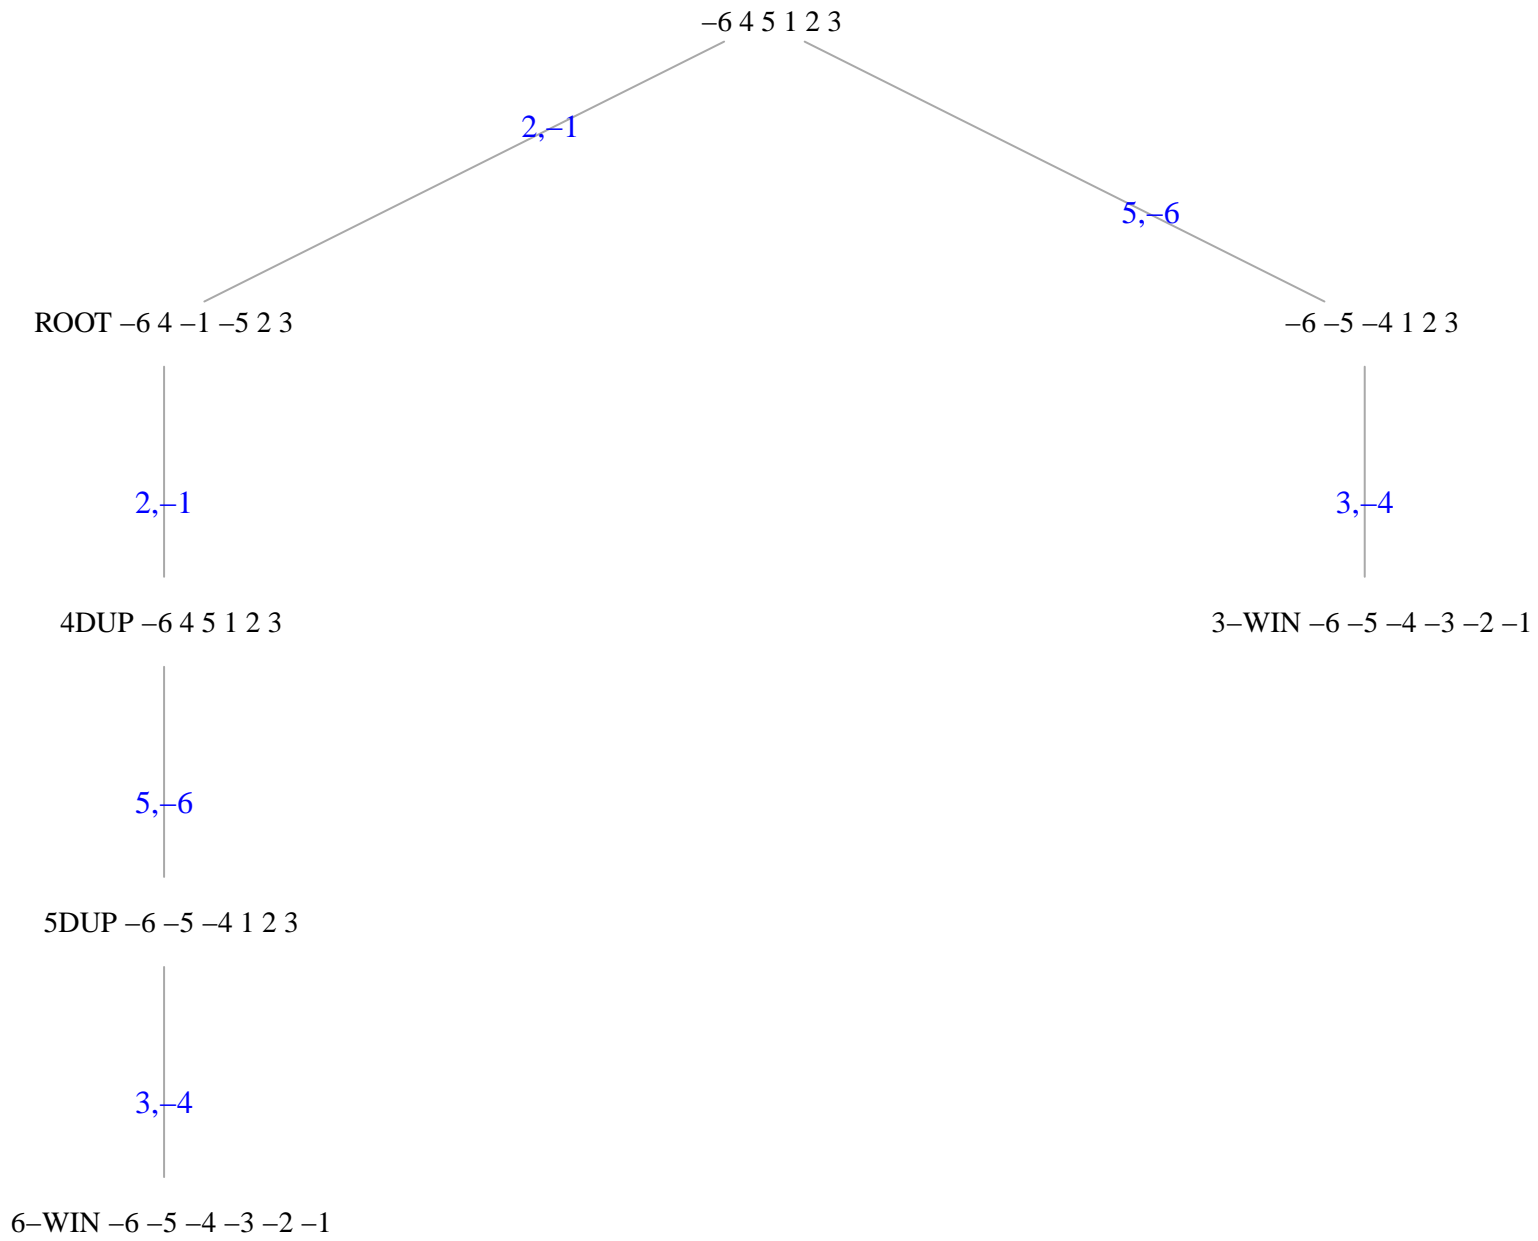 –6 4 5 1 2 3
2,–1
5,–6
ROOT –6 4 –1 –5 2 3
–6 –5 –4 1 2 3
2,–1
3,–4
4DUP –6 4 5 1 2 3
3–WIN –6 –5 –4 –3 –2 –1
5,–6
5DUP –6 –5 –4 1 2 3
3,–4
6–WIN –6 –5 –4 –3 –2 –1